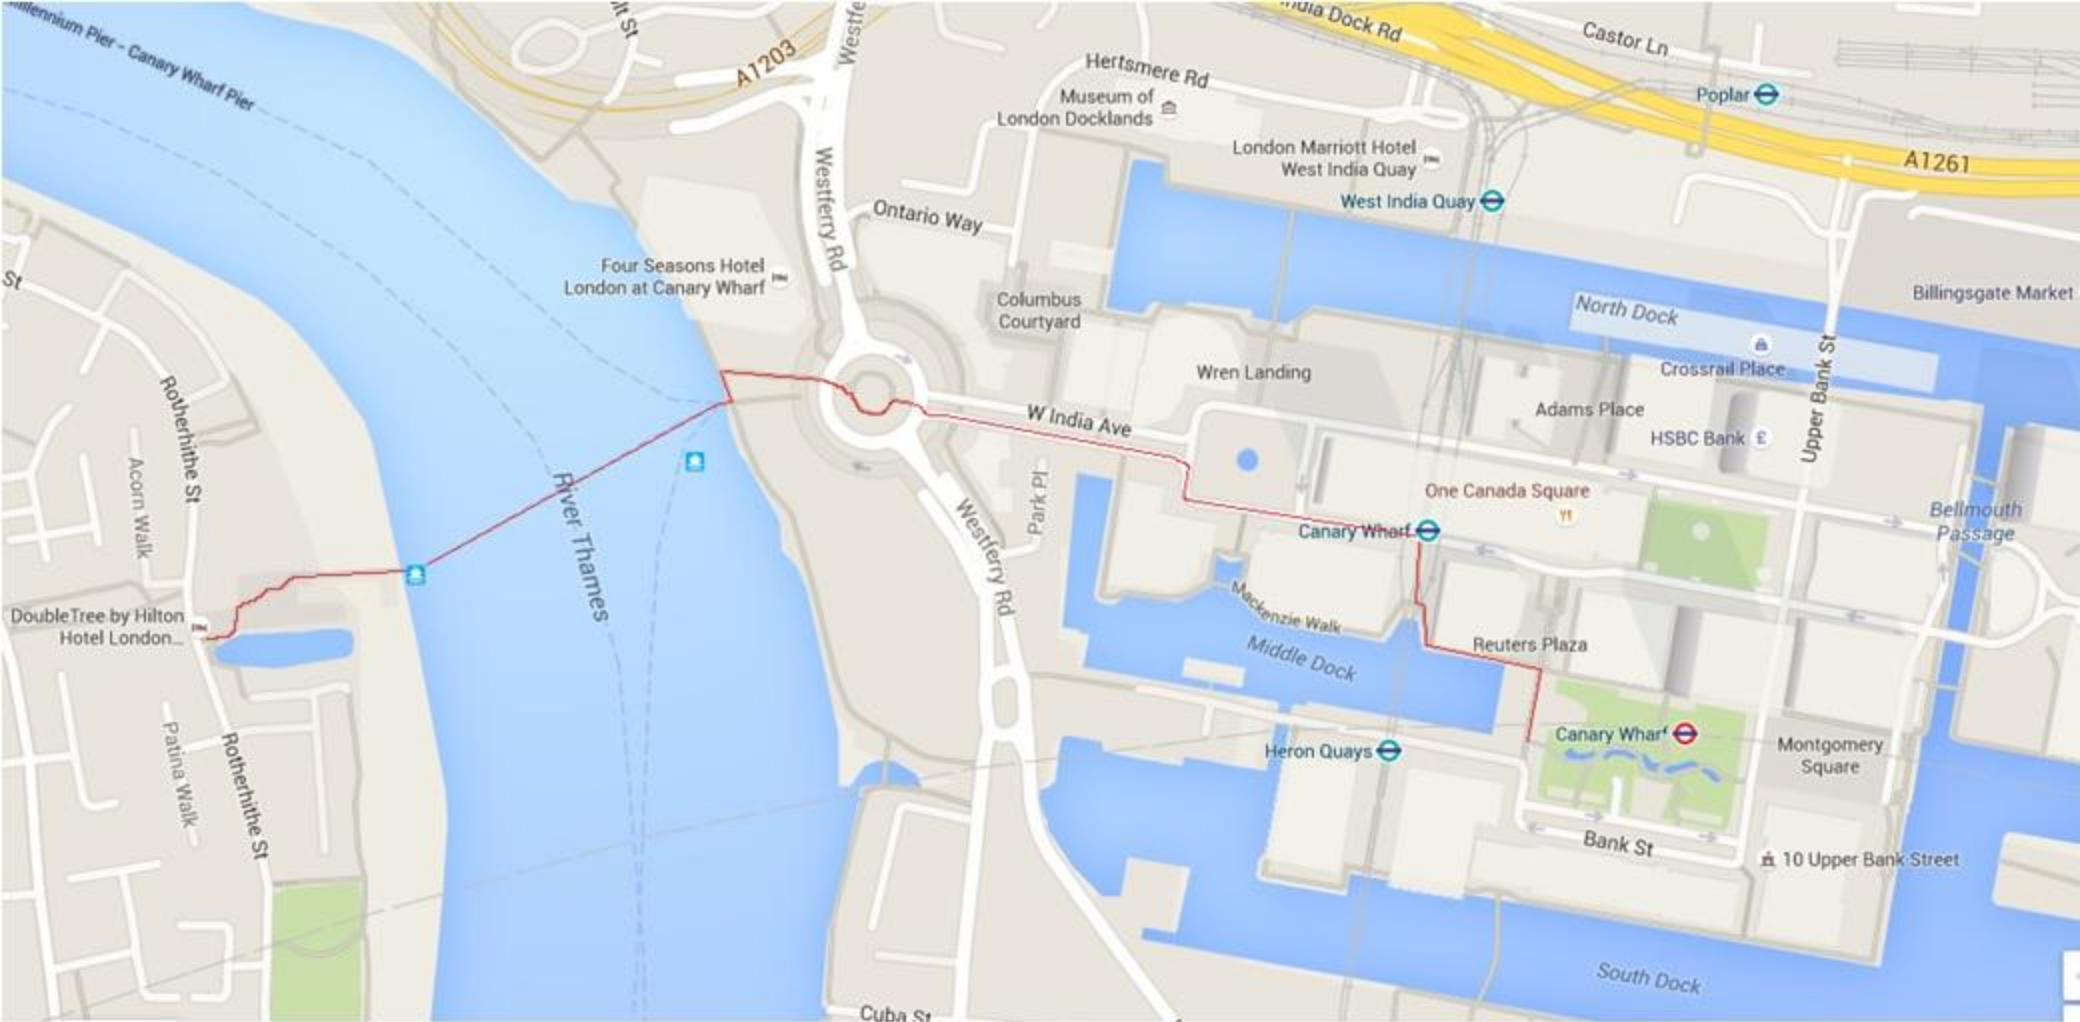 Millennium Pier - Canary Wharf Pier
A1203
India Dock Rd
Castor Ln
Hertsmere Rd
Museum of
London Docklands
Poplar
London Marriott Hotel
West India Quay
A1261
West India Quay
Westferry Rd
Ontario Way
St
Four Seasons Hotel
London at Canary Wharf
Columbus
Courtyard
North Dock
Billingsgate Market
Crossrail Place
Wren Landing
Upper Bank St
Adams Place
HSBC Bank £
Rotherhithe St
W India Ave
Acorn Walk
River Thames
Park Pl
One Canada Square
Bellmouth
Passage
Canary Wharf
Westferry Rd
DoubleTree by Hilton
Hotel London...
Mackenzie Walk
Middle Dock
Reuters Plaza
Canary Wharf
Heron Quays
Montgomery
Square
Patina Walk
Rotherhithe St
Bank St
10 Upper Bank Street
South Dock
Cuba St